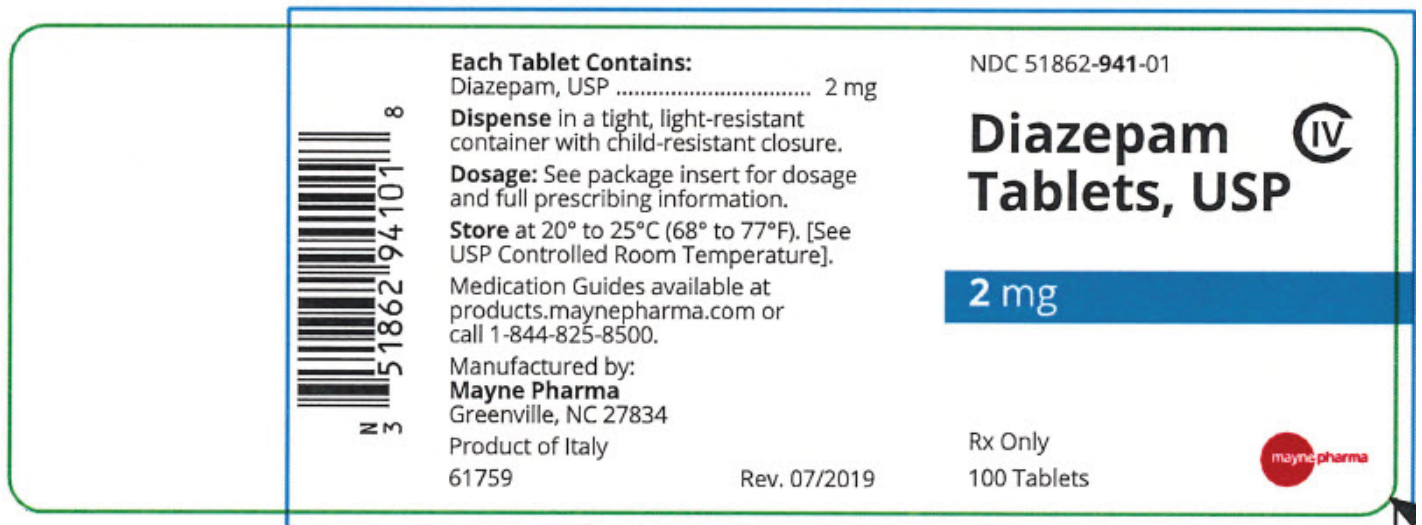 Each Tablet Contains:
Diazepam, USP ................................ 2 mg
Dispense in a tight, light-resistant
container with child-resistant closure.
Dosage: See package insert for dosage
and full prescribing information.
Store at 20° to 25°C (68° to 77°F). [See
USP Controlled Room Temperature].
Medication Guides available at
products.maynepharma.com or
call 1-844-825-8500.
Manufactured by:
Mayne Pharma
Greenville, NC 27834
Product of Italy
61759 Rev. 07/2019
N
3 51862 94101 8
NDC 51862-941-01
Diazepam CIV
Tablets, USP
2 mg
Rx Only
100 Tablets
maynepharma